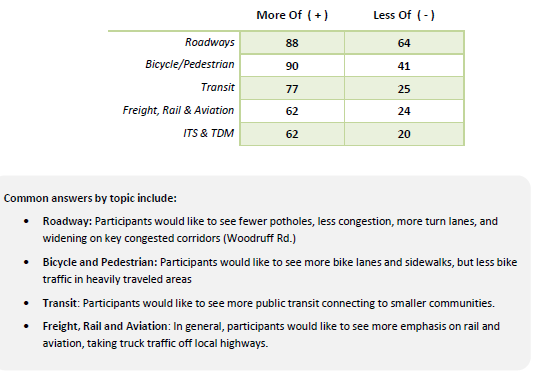 More Of ( + ) Less Of ( - )
Roadways 88 64
Bicycle/Pedestrian 90 41
Transit 77 25
Freight, Rail & Aviation 62 24
ITS & TDM 62 20
Common answers by topic include:
• Roadway: Participants would like to see fewer potholes, less congestion, more turn lanes, and
widening on key congested corridors (Woodruff Rd.)
• Bicycle and Pedestrian: Participants would like to see more bike lanes and sidewalks, but less bike
traffic in heavily traveled areas
• Transit: Participants would like to see more public transit connecting to smaller communities.
• Freight, Rail and Aviation: In general, participants would like to see more emphasis on rail and
aviation, taking truck traffic off local highways.